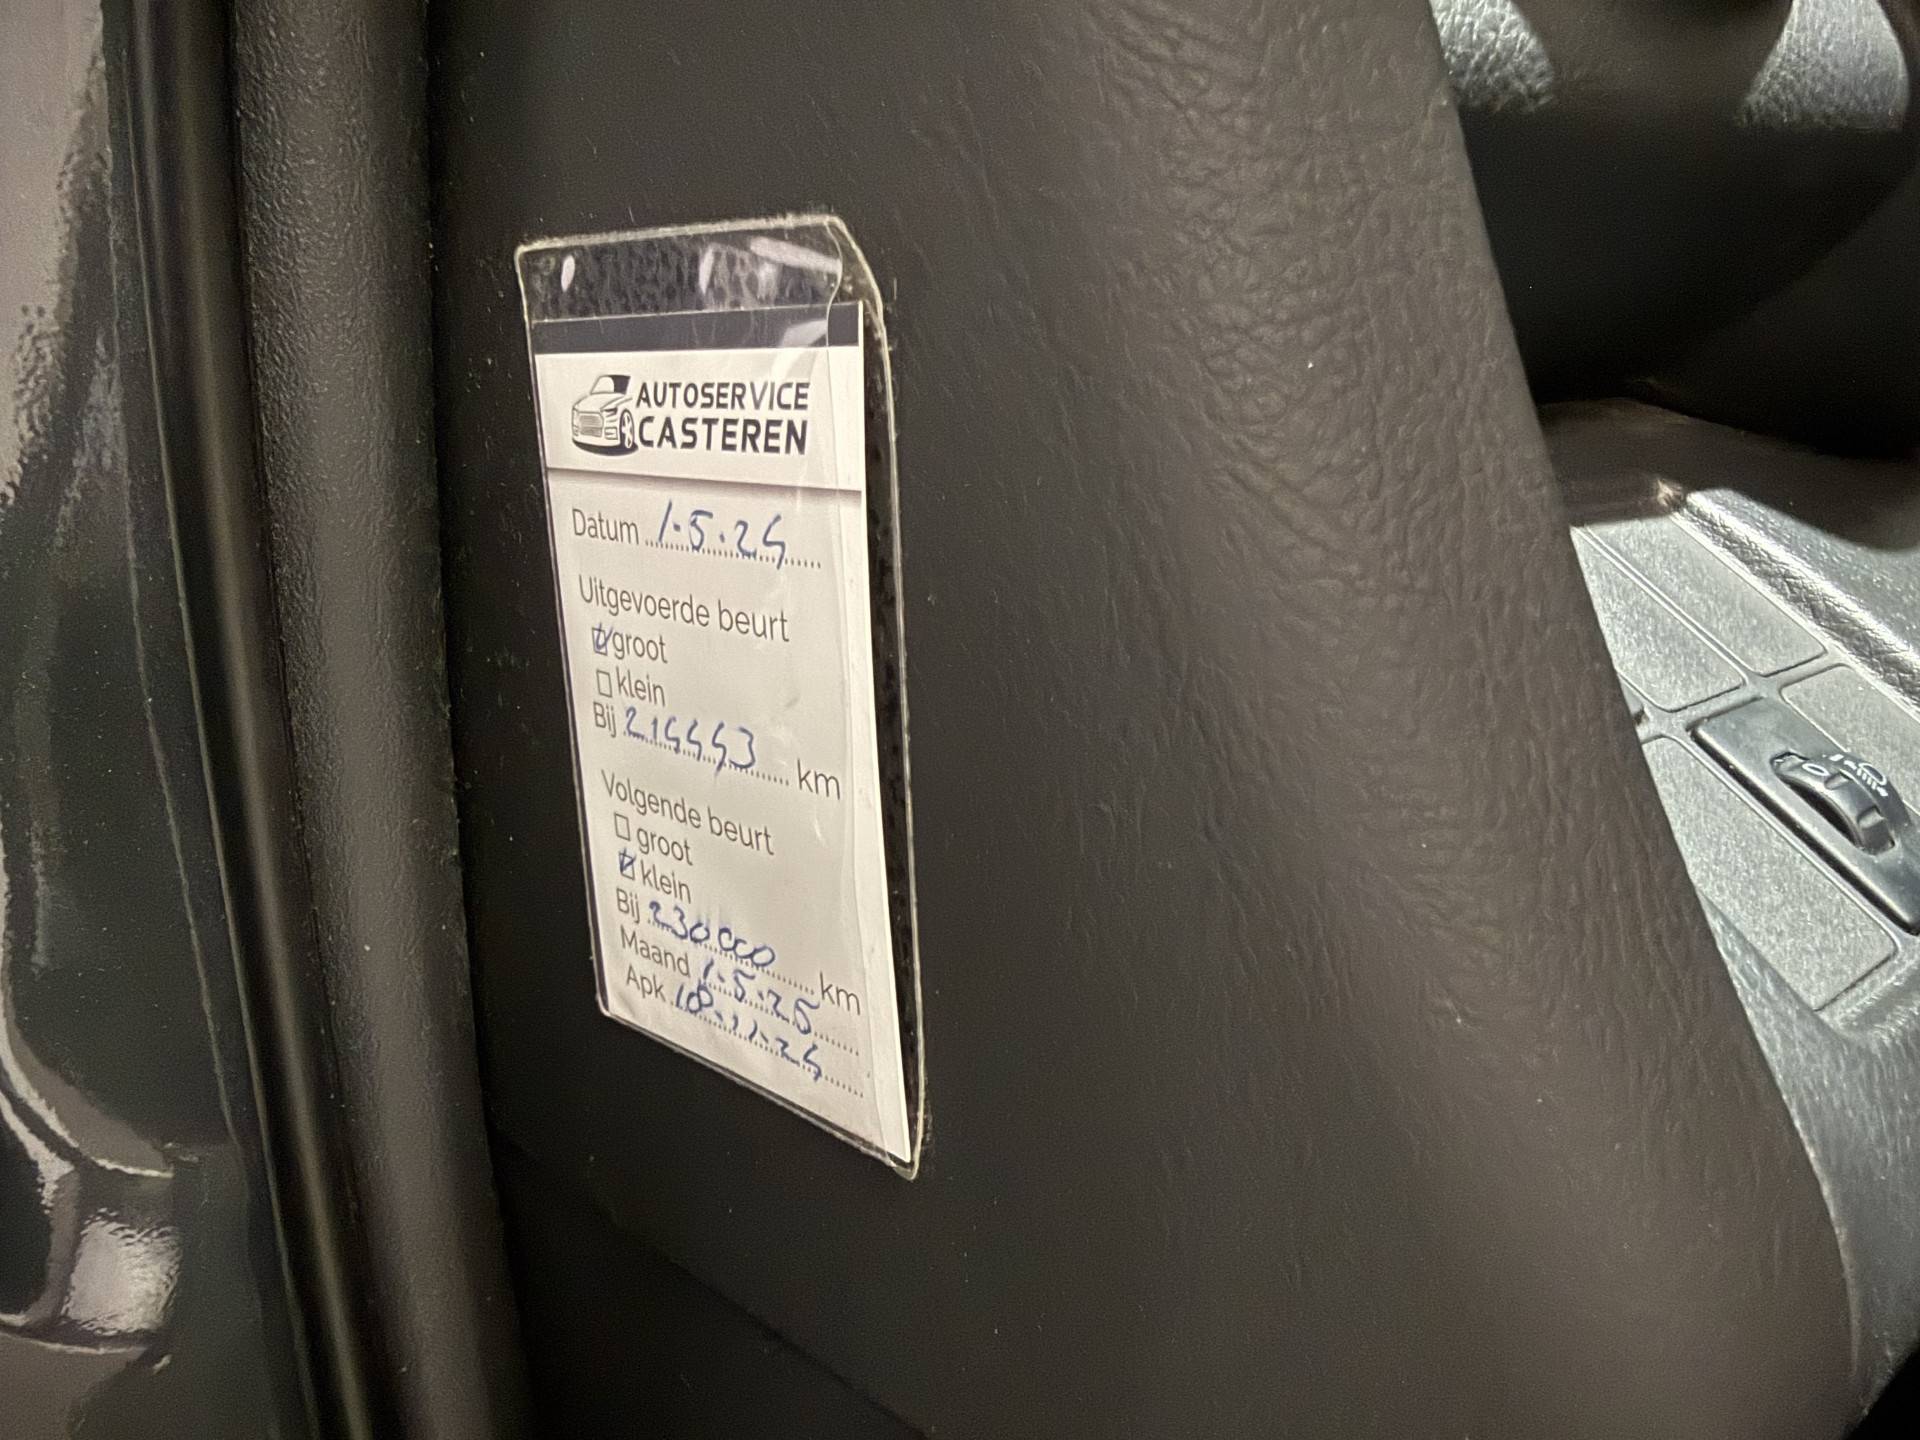 AUTOSERVICE
CASTEREN
Datum 1.5.24
Uitgevoerde beurt
groot
klein
Bij 214443 km
Volgende beurt
groot
klein
Bij 230000 km
Maand 1.5.25
Apk 18.11.24